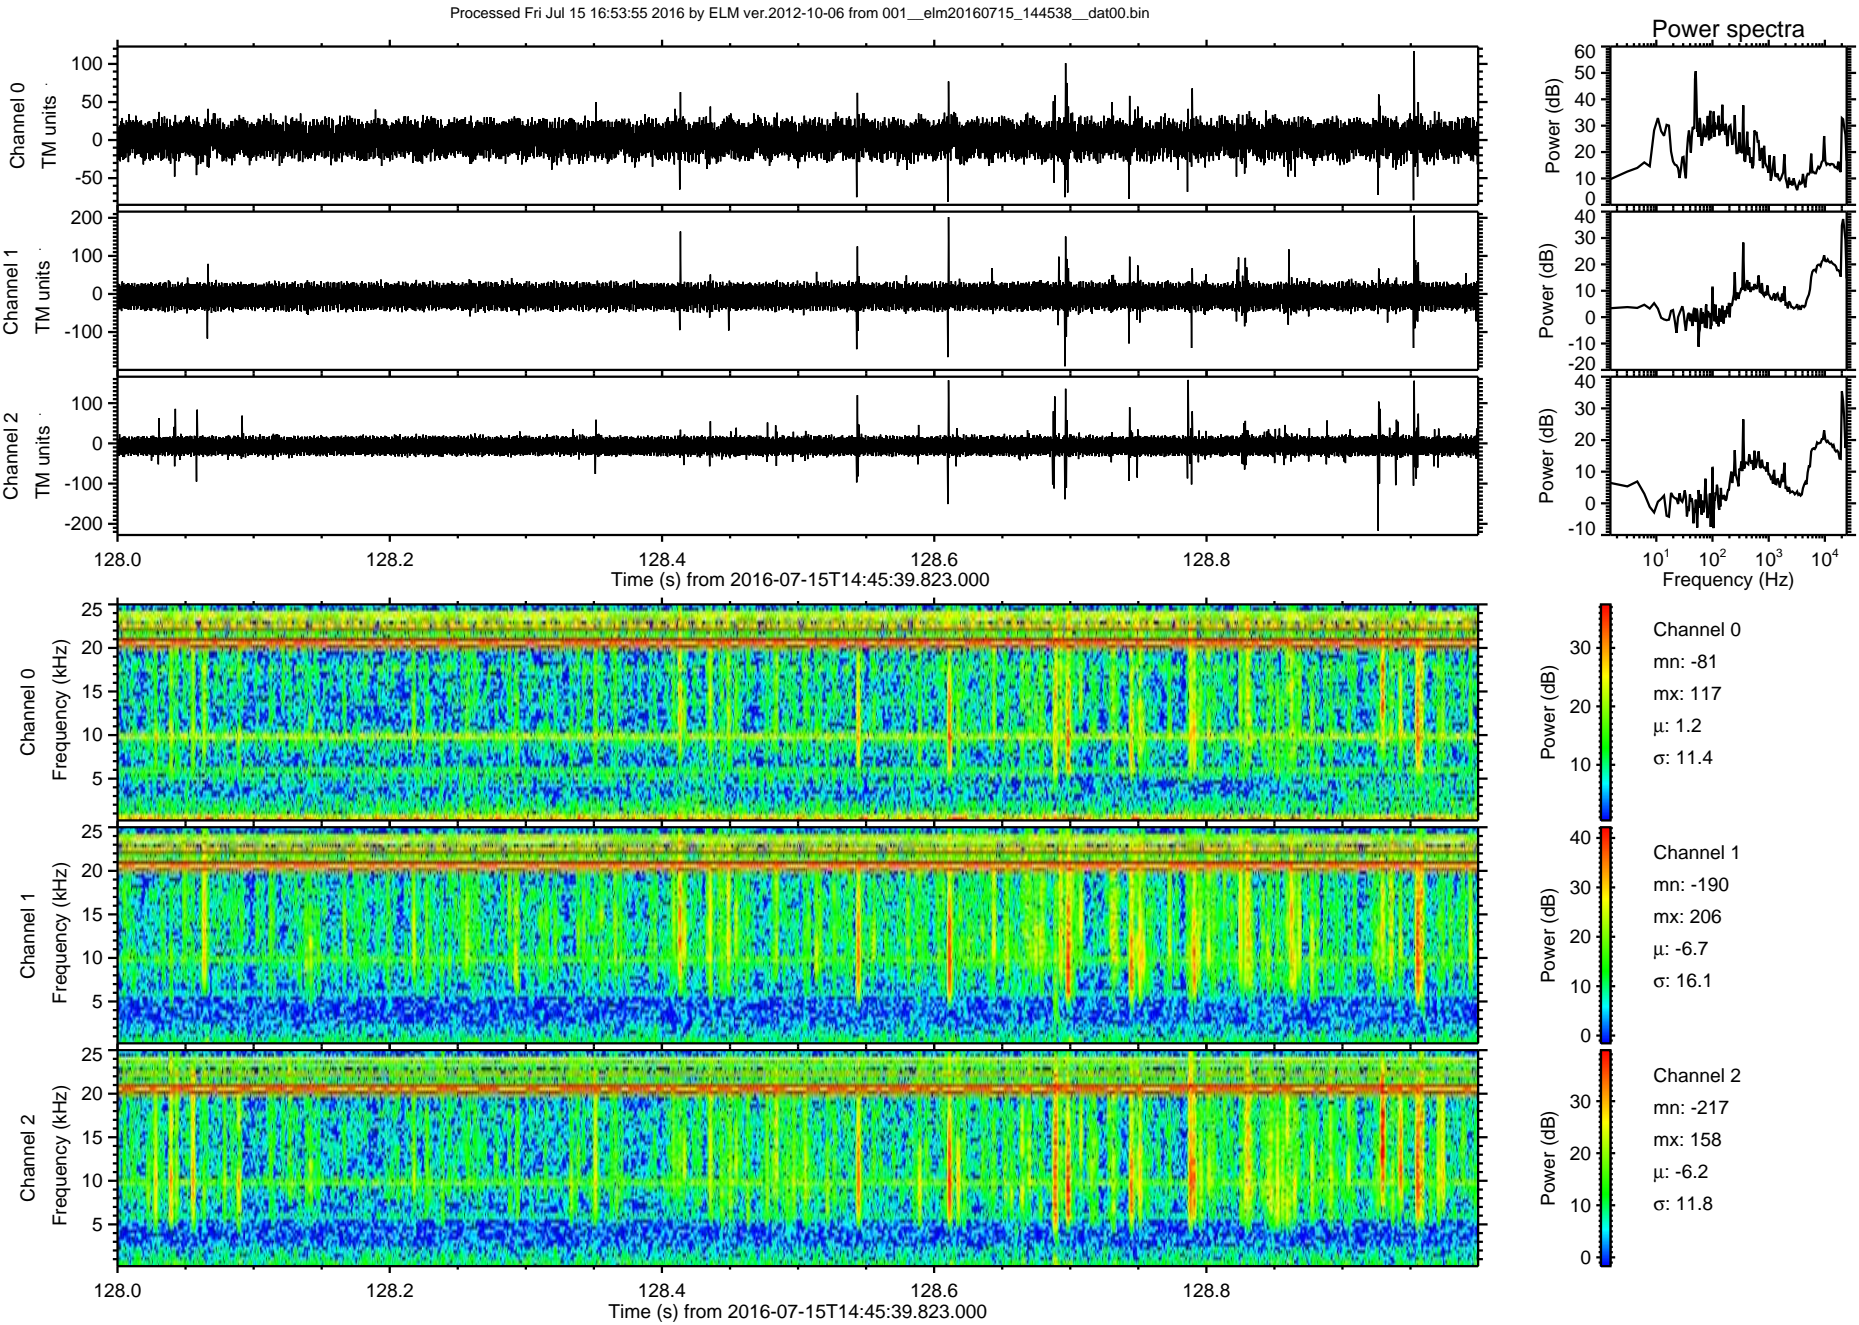 Processed Fri Jul 15 16:53:55 2016 by ELM ver.2012-10-06 from 001__elm20160715_144538__dat00.bin
Power spectra
Channel 0
TM units
100
50
0
-50
Power (dB)
60
50
40
30
20
10
0
Channel 1
TM units
200
100
0
-100
Power (dB)
40
30
20
10
0
-10
-20
Channel 2
TM units
100
0
-100
-200
Power (dB)
40
30
20
10
0
-10
128.0 128.2 128.4 128.6 128.8
Time (s) from 2016-07-15T14:45:39.823.000
10¹ 10² 10³ 10⁴
Frequency (Hz)
Channel 0
Frequency (kHz)
25
20
15
10
5
Power (dB)
30
20
10
Channel 0
mn: -81
mx: 117
μ: 1.2
σ: 11.4
Channel 1
Frequency (kHz)
25
20
15
10
5
Power (dB)
40
30
20
10
0
Channel 1
mn: -190
mx: 206
μ: -6.7
σ: 16.1
Channel 2
Frequency (kHz)
25
20
15
10
5
Power (dB)
30
20
10
0
Channel 2
mn: -217
mx: 158
μ: -6.2
σ: 11.8
128.0 128.2 128.4 128.6 128.8
Time (s) from 2016-07-15T14:45:39.823.000